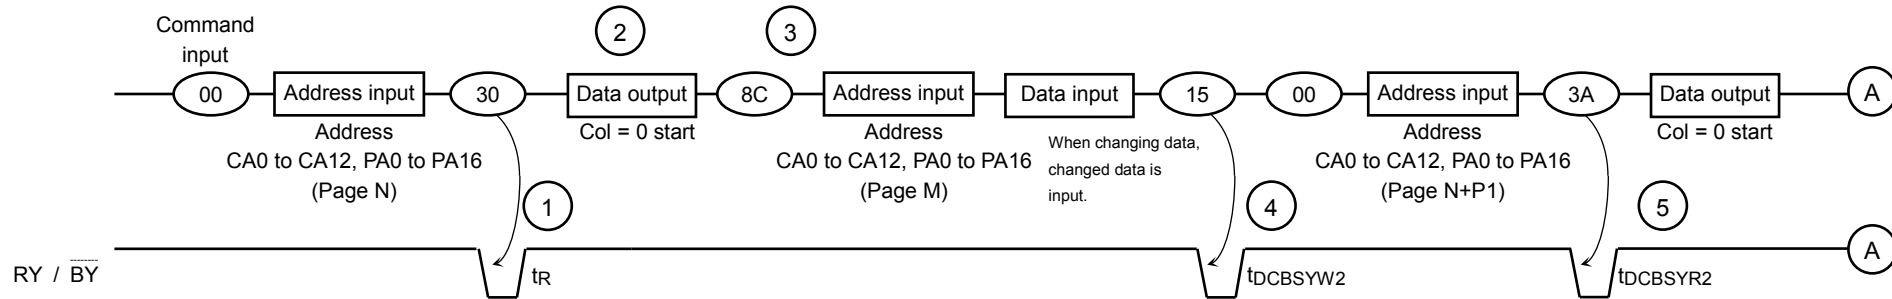 Command
input
2
3
00
Address input
30
Data output
8C
Address input
Data input
15
00
Address input
3A
Data output
A
Address
CA0 to CA12, PA0 to PA16
(Page N)
Col = 0 start
Address
CA0 to CA12, PA0 to PA16
(Page M)
When changing data,
changed data is
input.
Address
CA0 to CA12, PA0 to PA16
(Page N+P1)
Col = 0 start
1
4
5
RY / BY
tR
tDCBSYW2
tDCBSYR2
A